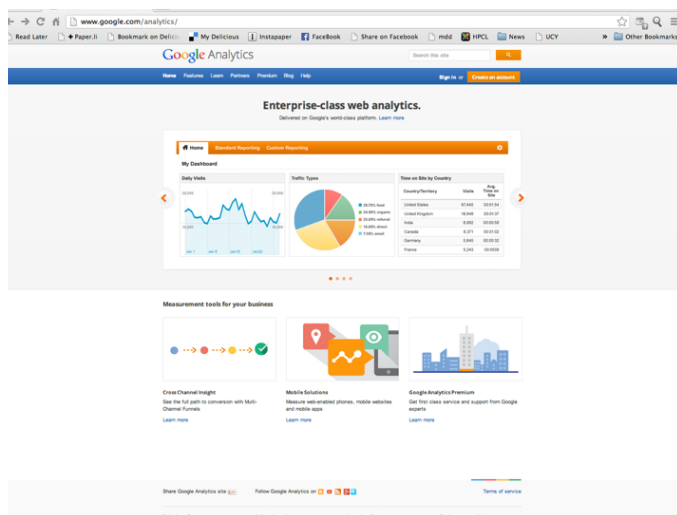 www.google.com/analytics/
Read Later + Paper.li Bookmark on Delici My Delicious Instapaper FaceBook Share on Facebook mdd HPCL News UCY » Other Bookmarks
Google Analytics Search this site
Home Features Learn Partners Premium Blog Help Sign in or Create an account
Enterprise-class web analytics.
Delivered on Google's world-class platform. Learn more
Home Standard Reporting Custom Reporting
My Dashboard
Daily Visits Traffic Types Time on Site by Country
Country/Territory Visits Avg. Time on Site
United States
United Kingdom
India
Canada
Germany
France
Measurement tools for your business
Cross Channel Insight Mobile Solutions Google Analytics Premium
See the full path to conversion with Multi- Measure web-enabled phones, mobile websites Get first class service and support from Google
Channel Funnels and mobile apps experts
Learn more Learn more Learn more
Share Google Analytics site Follow Google Analytics on Terms of service